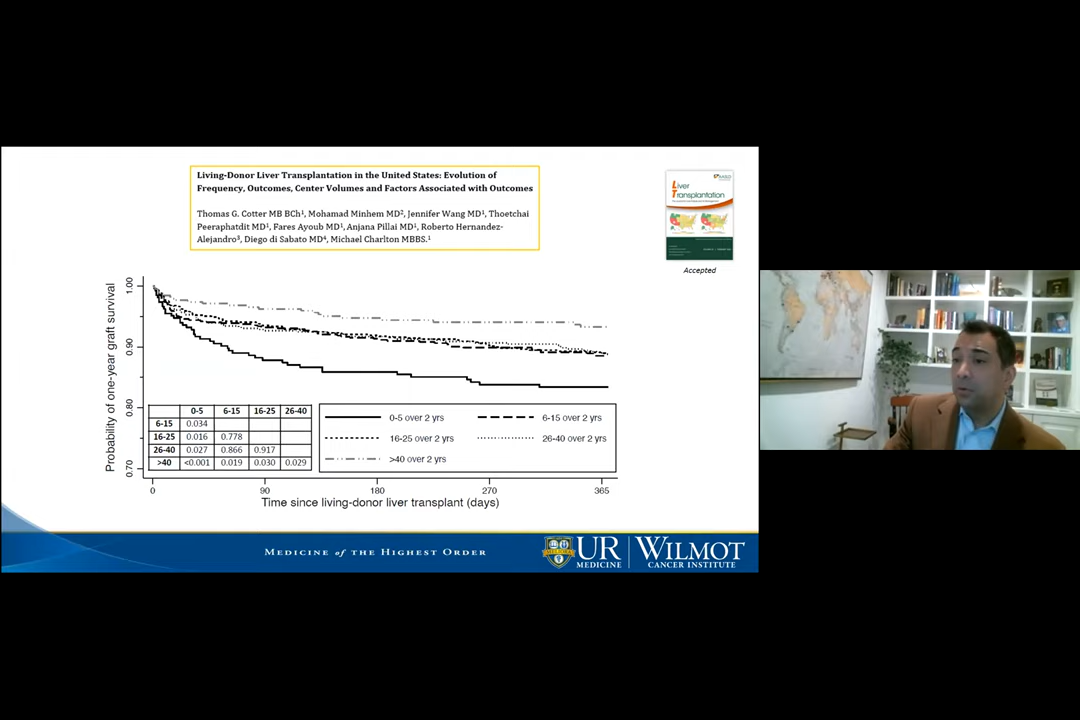 Living-Donor Liver Transplantation in the United States: Evolution of
Frequency, Outcomes, Center Volumes and Factors Associated with Outcomes
Thomas G. Cotter MB BCh¹, Mohamad Minhem MD², Jennifer Wang MD¹, Thoetchai
Peeraphatdit MD¹, Fares Ayoub MD¹, Anjana Pillai MD¹, Roberto Hernandez-
Alejandro³, Diego di Sabato MD⁴, Michael Charlton MBBS.¹
Liver
Transplantation
Accepted
Probability of one-year graft survival
1.00
0.90
0.80
0.70
0-5 6-15 16-25 26-40
6-15 0.034
16-25 0.016 0.778
26-40 0.027 0.866 0.917
>40 <0.001 0.019 0.030 0.029
0-5 over 2 yrs 6-15 over 2 yrs
16-25 over 2 yrs 26-40 over 2 yrs
>40 over 2 yrs
0 90 180 270 365
Time since living-donor liver transplant (days)
MEDICINE of THE HIGHEST ORDER
MELIORA
UR
MEDICINE
WILMOT
CANCER INSTITUTE